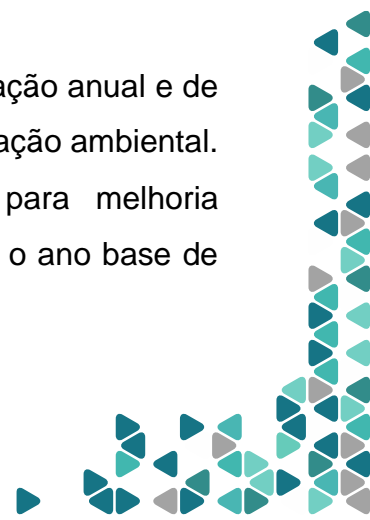 ação anual e de
ação ambiental.
para melhoria
o ano base de